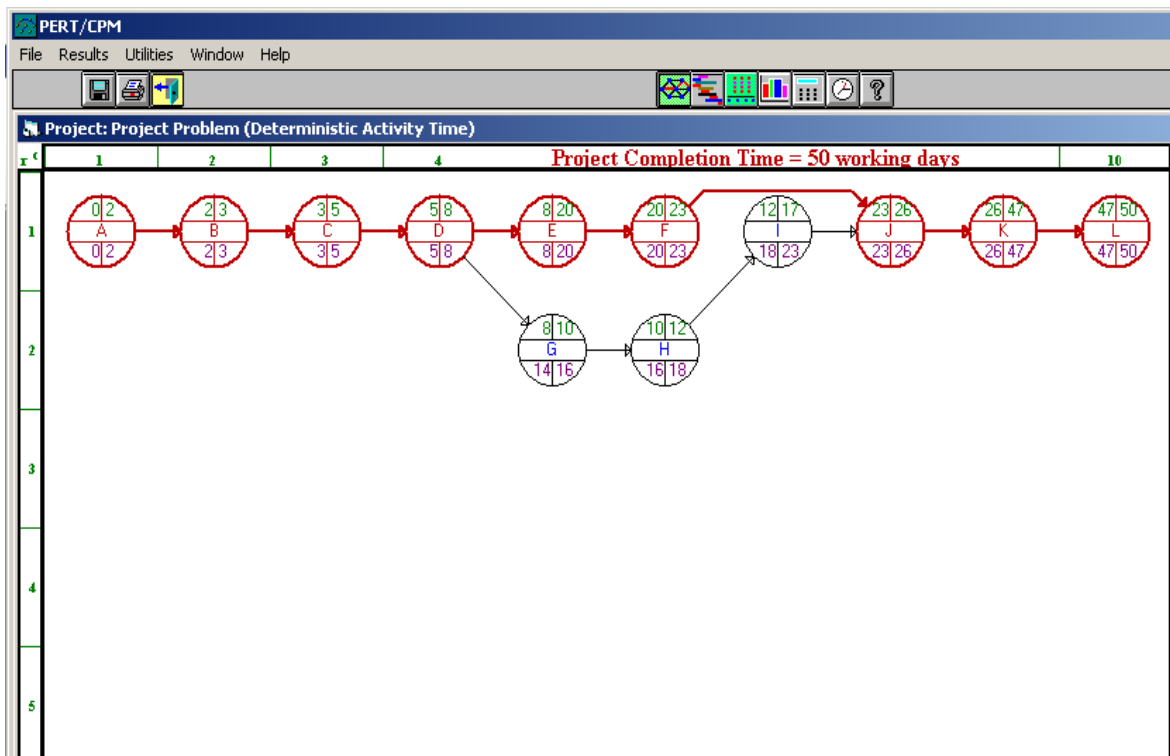 PERT/CPM
File Results Utilities Window Help
Project: Project Problem (Deterministic Activity Time)
r c 1 2 3 4 Project Completion Time = 50 working days 10
1
0 2 2 3 3 5 5 8 8 20 20 23 12 17 23 26 26 47 47 50
A B C D E F I J K L
0 2 2 3 3 5 5 8 8 20 20 23 18 23 23 26 26 47 47 50
2
8 10 10 12
G H
14 16 16 18
3
4
5